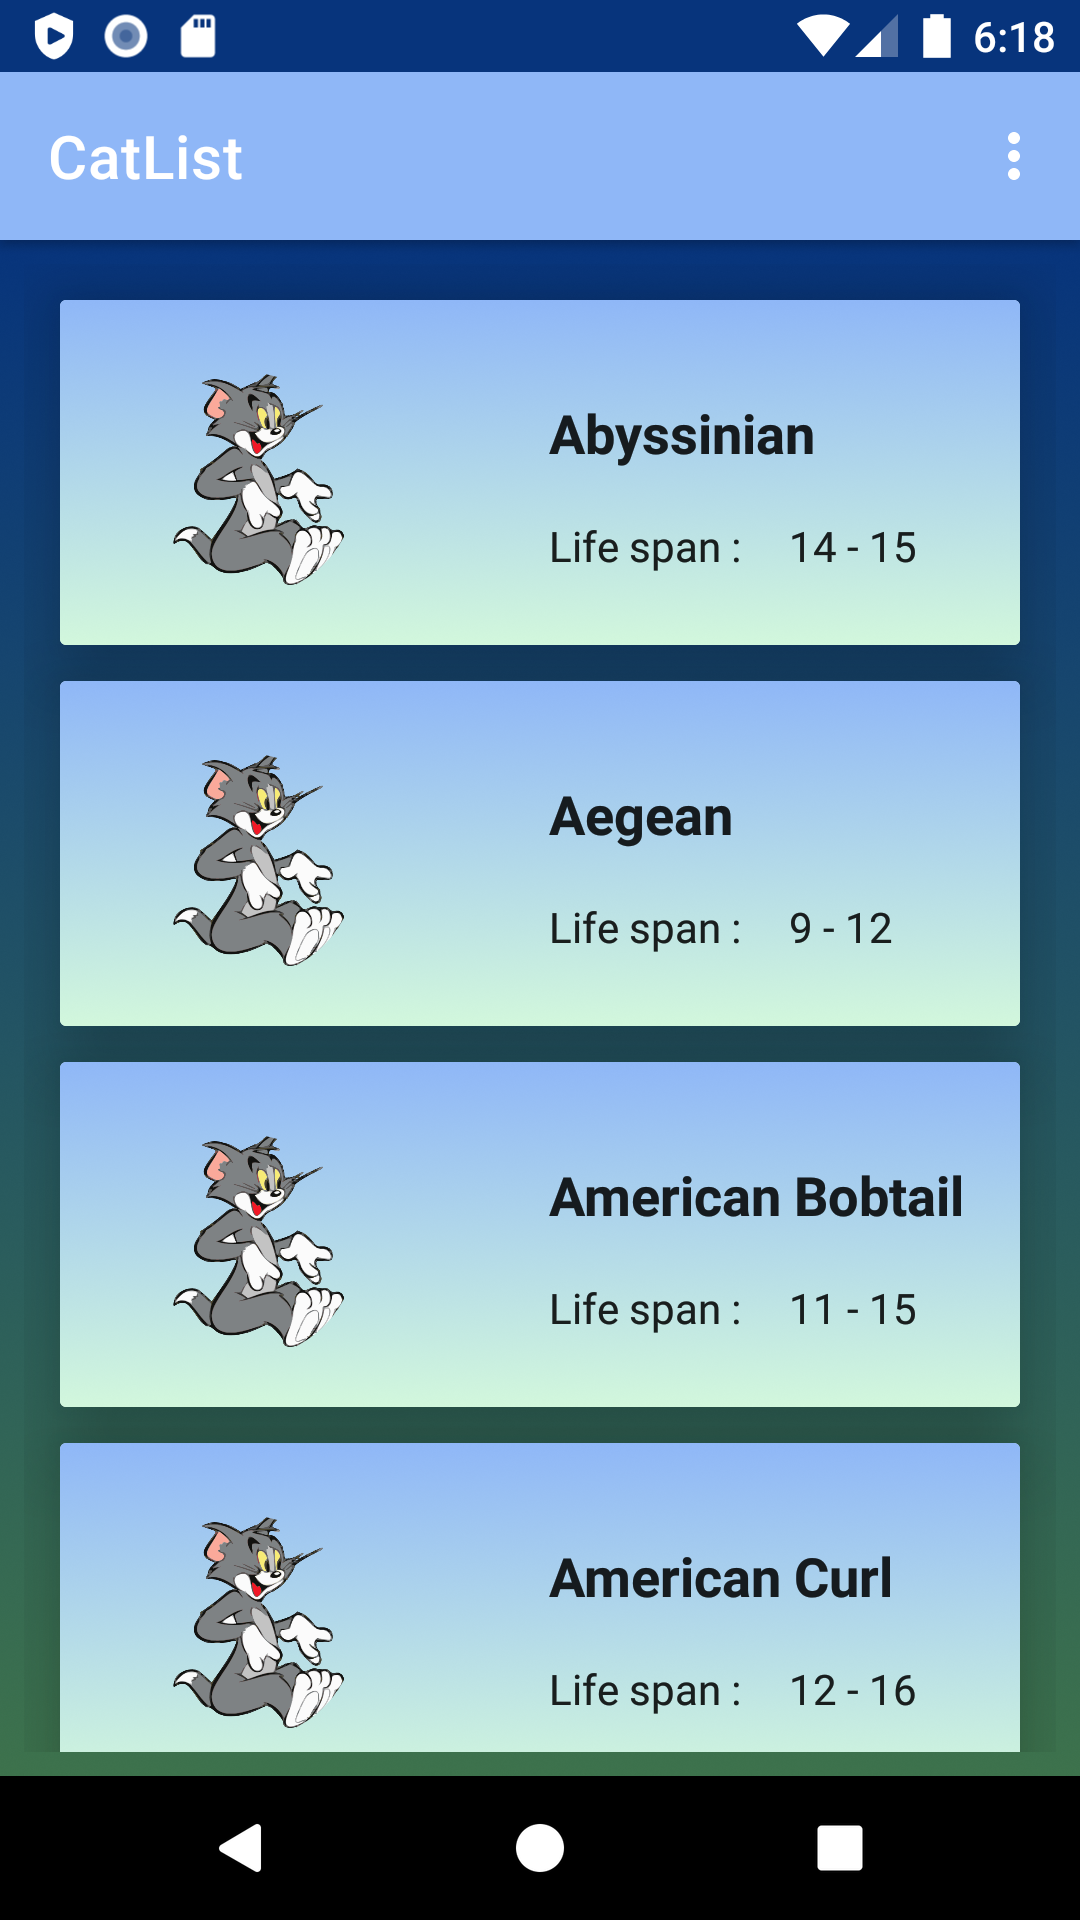 6:18
CatList
Abyssinian
Life span : 14 - 15
Aegean
Life span : 9 - 12
American Bobtail
Life span : 11 - 15
American Curl
Life span : 12 - 16